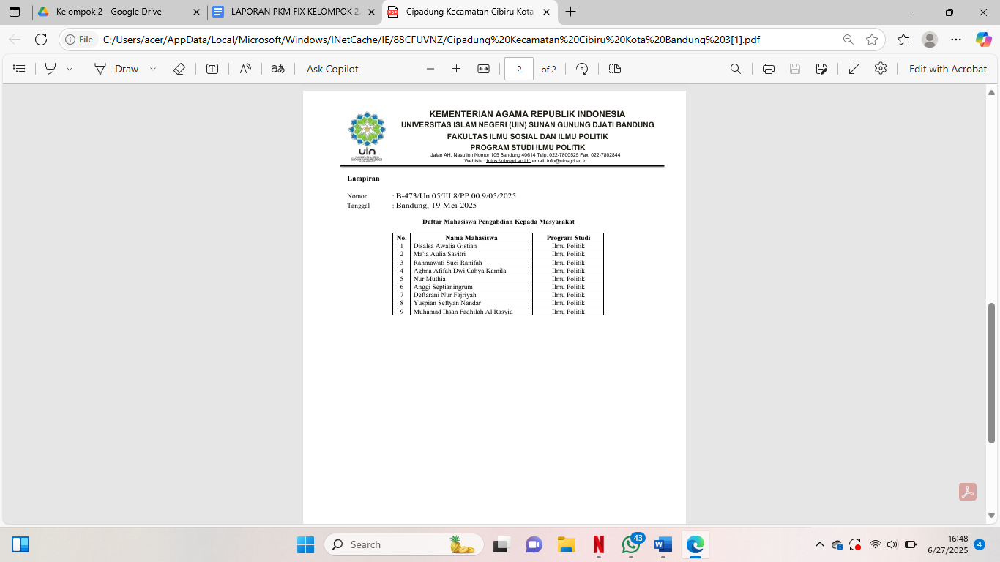 Kelompok 2 - Google Drive
LAPORAN PKM FIX KELOMPOK 2.
Cipadung Kecamatan Cibiru Kota
File
C:/Users/acer/AppData/Local/Microsoft/Windows/INetCache/IE/88CFUVNZ/Cipadung%20Kecamatan%20Cibiru%20Kota%20Bandung%203[1].pdf
Draw
Ask Copilot
2 of 2
Edit with Acrobat
KEMENTERIAN AGAMA REPUBLIK INDONESIA
UNIVERSITAS ISLAM NEGERI (UIN) SUNAN GUNUNG DJATI BANDUNG
FAKULTAS ILMU SOSIAL DAN ILMU POLITIK
PROGRAM STUDI ILMU POLITIK
Jalan AH. Nasution Nomor 105 Bandung 40614 Telp. 022-7800525 Fax. 022-7802844
Webiste : https://uinsgd.ac.id/ email: info@uinsgd.ac.id
uin
Lampiran
Nomor : B-473/Un.05/III.8/PP.00.9/05/2025
Tanggal : Bandung, 19 Mei 2025
Daftar Mahasiswa Pengabdian Kepada Masyarakat
No. Nama Mahasiswa Program Studi
1 Disalsa Awalia Gistian Ilmu Politik
2 Ma'ia Aulia Savitri Ilmu Politik
3 Rahmawati Suci Ranifah Ilmu Politik
4 Aghna Afifah Dwi Cahya Kamila Ilmu Politik
5 Nur Muthia Ilmu Politik
6 Anggi Septianingrum Ilmu Politik
7 Deftarani Nur Fajriyah Ilmu Politik
8 Yuspian Seftyan Nandar Ilmu Politik
9 Muhamad Ihsan Fadhilah Al Rasyid Ilmu Politik
Search
43
16:48
6/27/2025
4